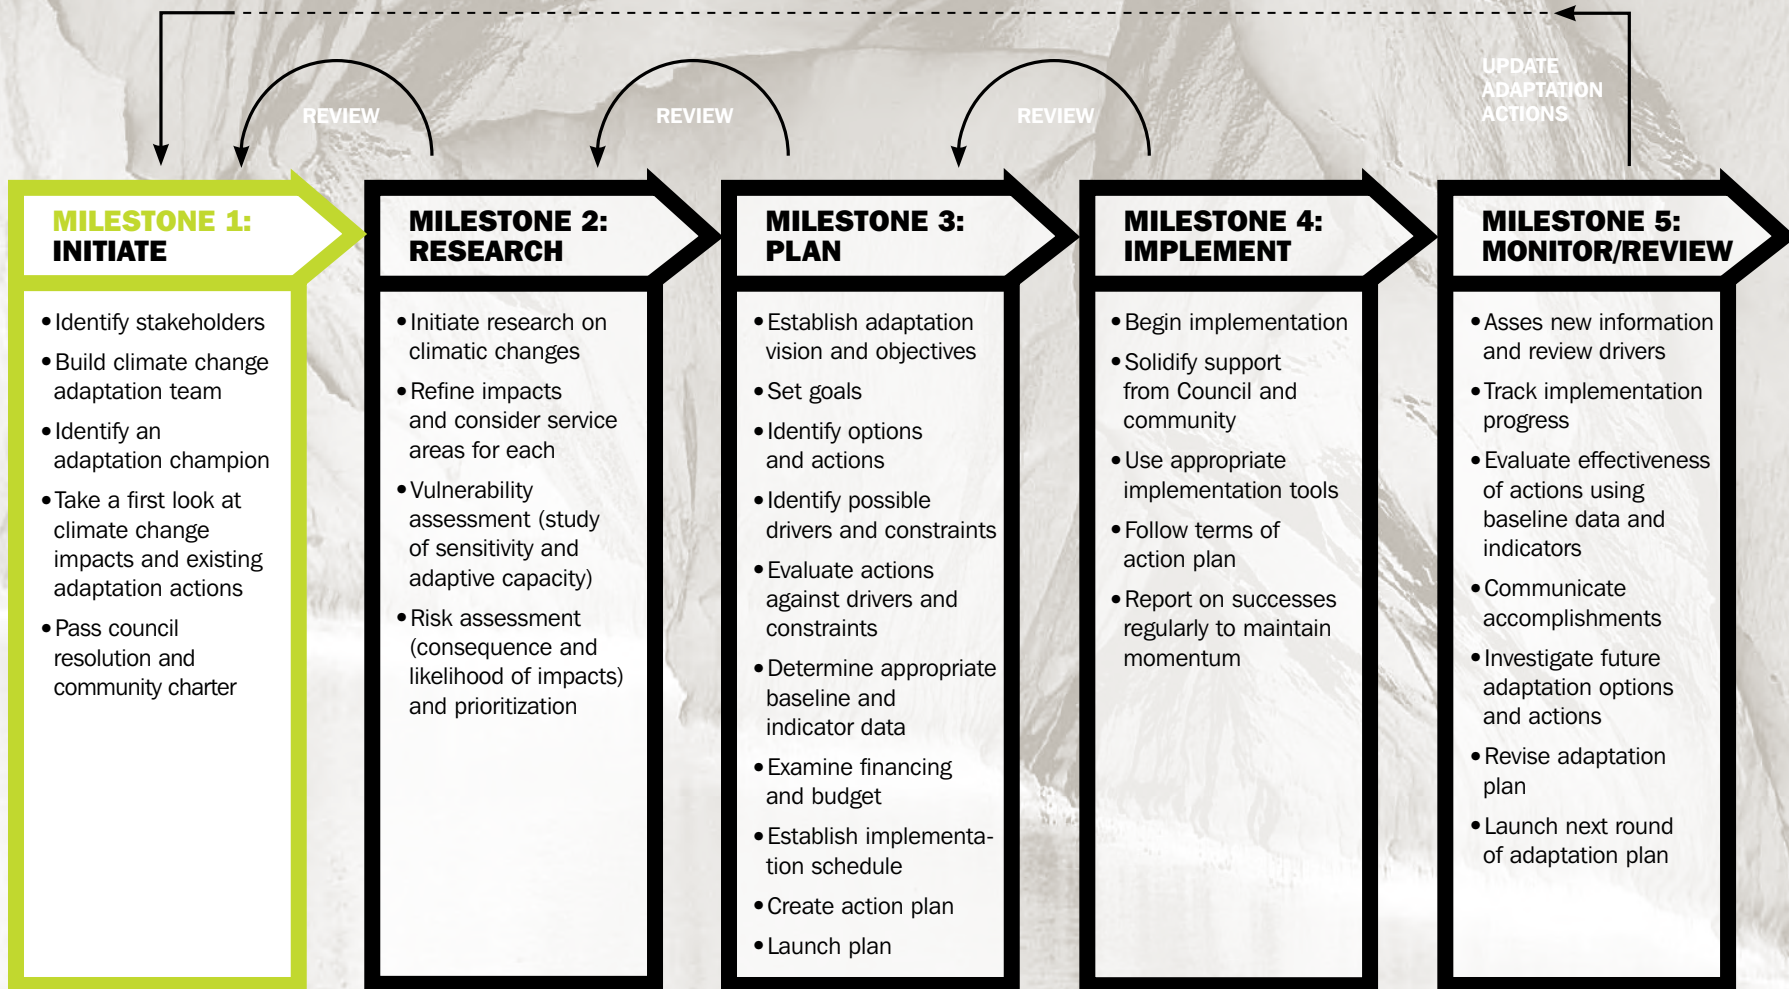 REVIEW
REVIEW
REVIEW
UPDATE
ADAPTATION
ACTIONS
MILESTONE 1:
INITIATE
• Identify stakeholders
• Build climate change
adaptation team
• Identify an
adaptation champion
• Take a first look at
climate change
impacts and existing
adaptation actions
• Pass council
resolution and
community charter
MILESTONE 2:
RESEARCH
• Initiate research on
climatic changes
• Refine impacts
and consider service
areas for each
• Vulnerability
assessment (study
of sensitivity and
adaptive capacity)
• Risk assessment
(consequence and
likelihood of impacts)
and prioritization
MILESTONE 3:
PLAN
• Establish adaptation
vision and objectives
• Set goals
• Identify options
and actions
• Identify possible
drivers and constraints
• Evaluate actions
against drivers and
constraints
• Determine appropriate
baseline and
indicator data
• Examine financing
and budget
• Establish implementa-
tion schedule
• Create action plan
• Launch plan
MILESTONE 4:
IMPLEMENT
• Begin implementation
• Solidify support
from Council and
community
• Use appropriate
implementation tools
• Follow terms of
action plan
• Report on successes
regularly to maintain
momentum
MILESTONE 5:
MONITOR/REVIEW
• Asses new information
and review drivers
• Track implementation
progress
• Evaluate effectiveness
of actions using
baseline data and
indicators
• Communicate
accomplishments
• Investigate future
adaptation options
and actions
• Revise adaptation
plan
• Launch next round
of adaptation plan